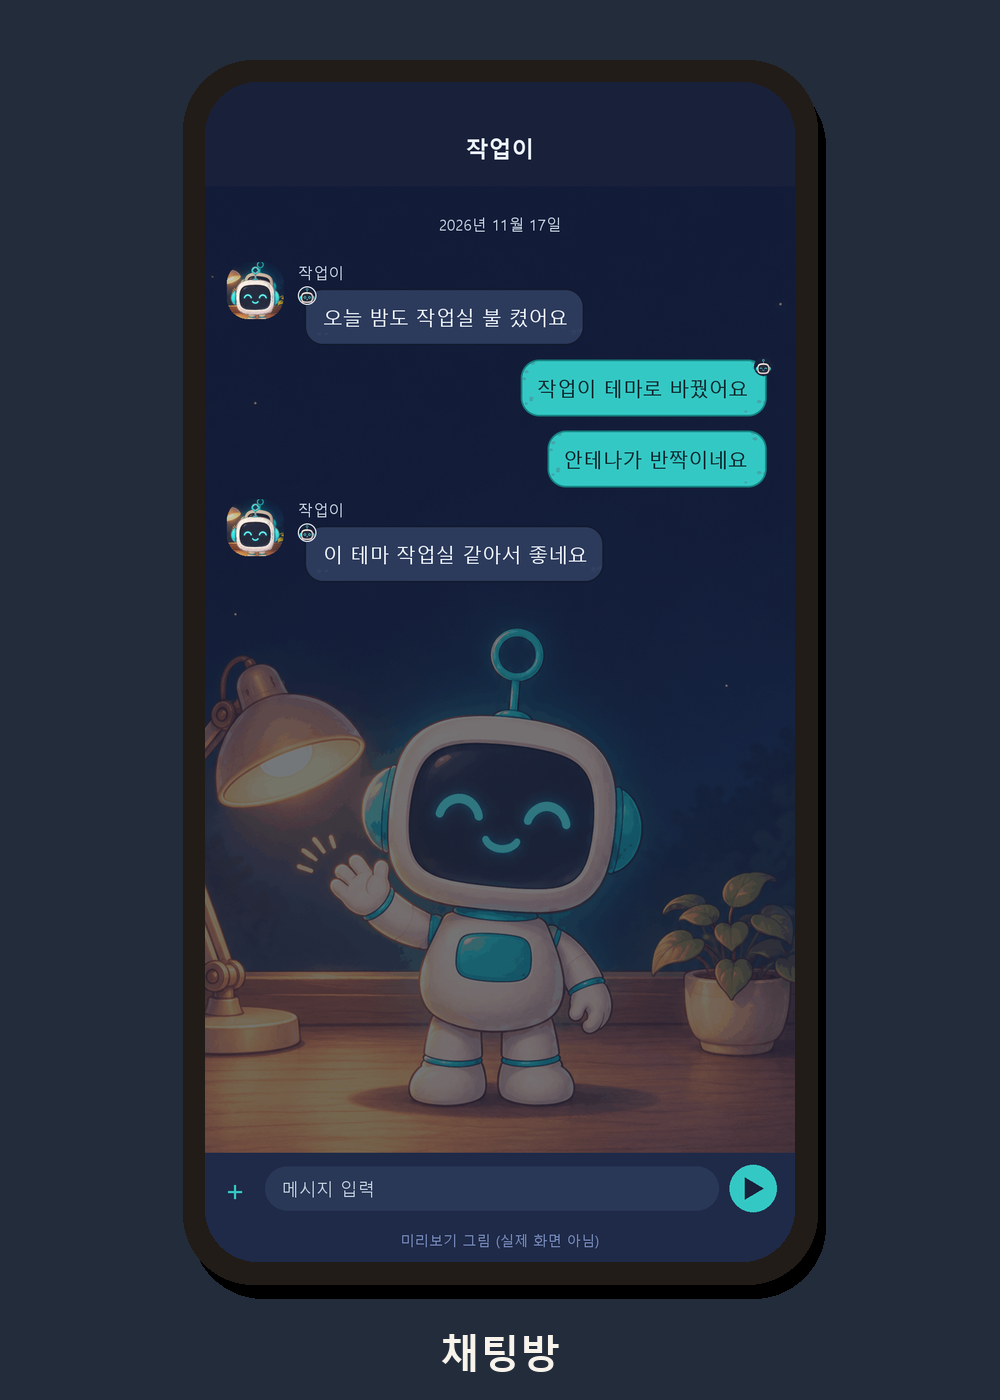 작업이
2026년 11월 17일
작업이
오늘 밤도 작업실 불 켰어요
작업이 테마로 바꿨어요
안테나가 반짝이네요
작업이
이 테마 작업실 같아서 좋네요
메시지 입력
미리보기 그림 (실제 화면 아님)
채팅방